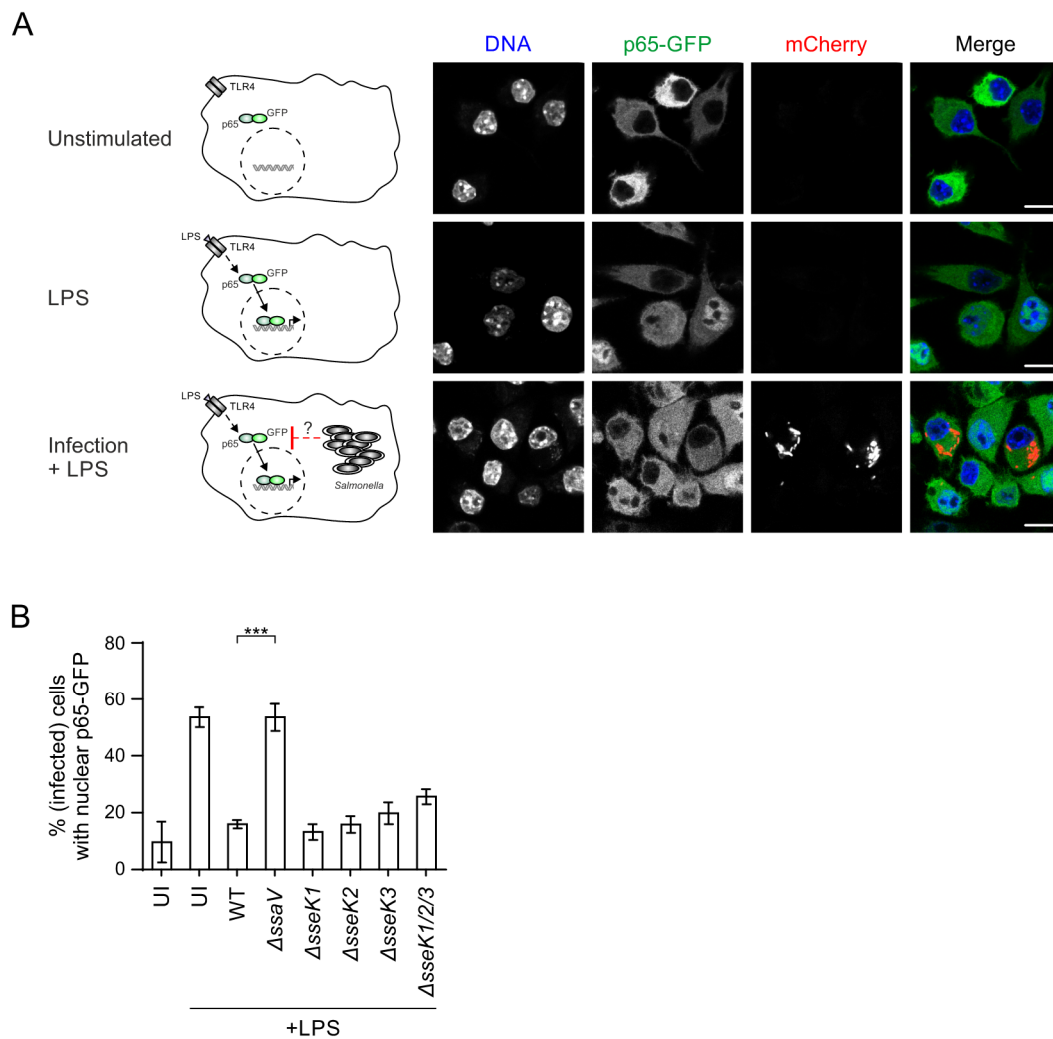 A
DNA
p65-GFP
mCherry
Merge
Unstimulated
TLR4
p65
GFP
LPS
LPS
TLR4
p65
GFP
Infection
+ LPS
LPS
TLR4
p65
GFP
?
Salmonella
B
% (infected) cells
with nuclear p65-GFP
80
60
40
20
0
***
UI
UI
WT
ΔssaV
ΔsseK1
ΔsseK2
ΔsseK3
ΔsseK1/2/3
+LPS